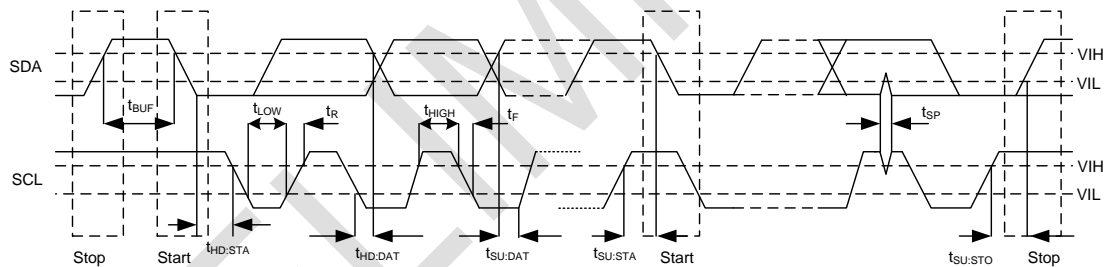 SDA
VIH
VIL
tBUF
tLOW
tR
tHIGH
tF
tSP
SCL
VIH
VIL
tHD:STA
tHD:DAT
tSU:DAT
tSU:STA
tSU:STO
Stop
Start
Start
Stop